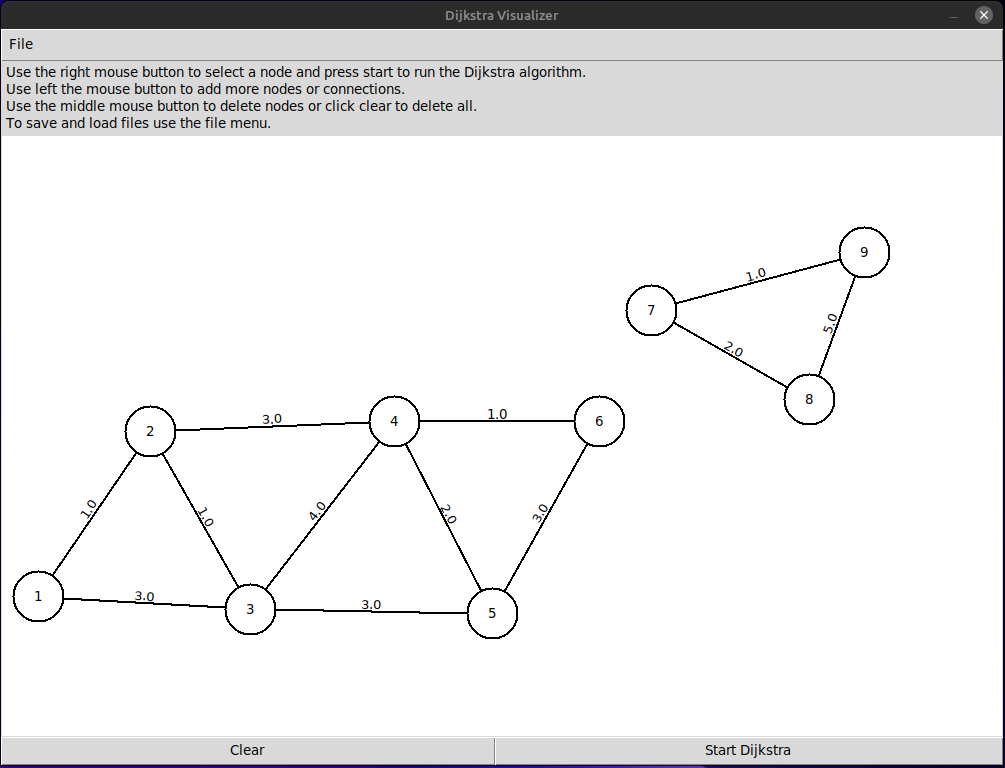 Dijkstra Visualizer
File
Use the right mouse button to select a node and press start to run the Dijkstra algorithm.
Use left the mouse button to add more nodes or connections.
Use the middle mouse button to delete nodes or click clear to delete all.
To save and load files use the file menu.
9
1.0
7
5.0
2.0
8
3.0
4
1.0
6
2
1.0
1.0
4.0
2.0
3.0
1
3.0
3
3.0
5
Clear
Start Dijkstra